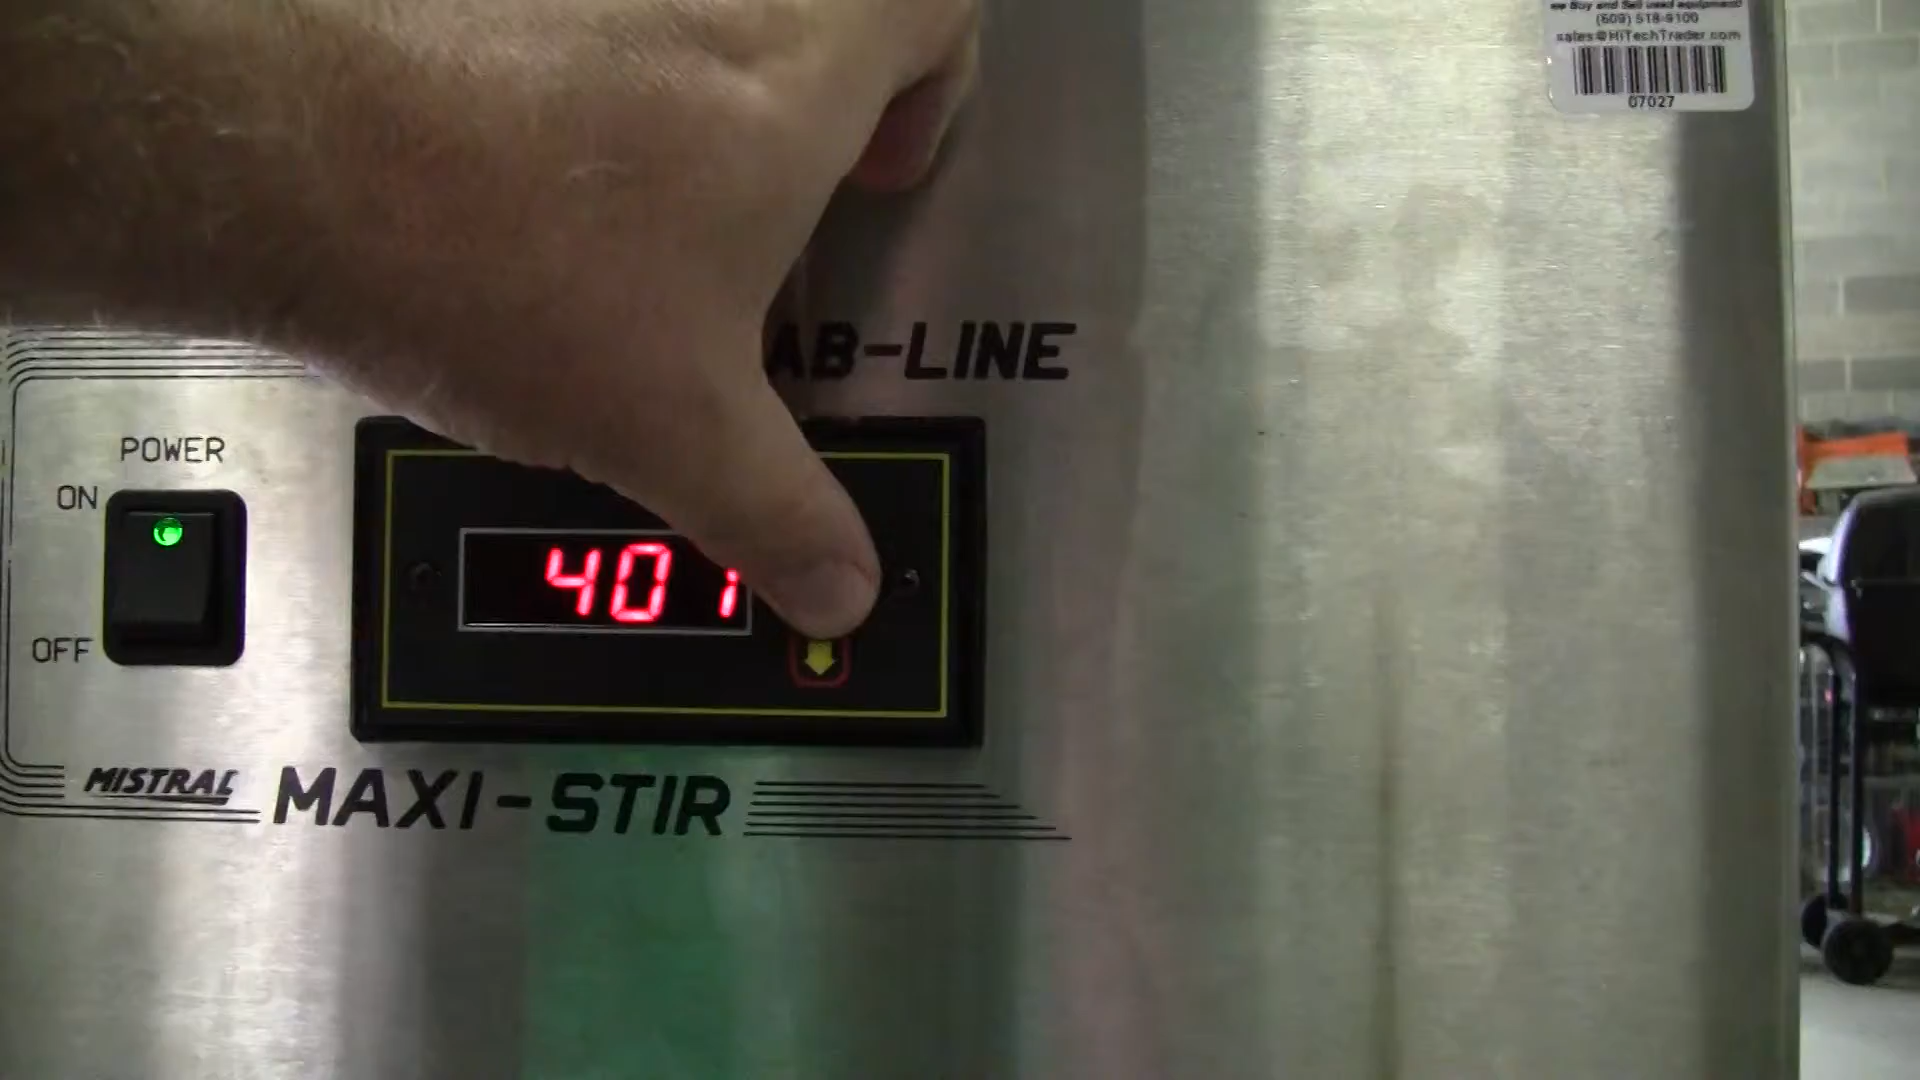 we Buy and Sell used equipment!
(609) 518-9100
sales@HiTechTrader.com
07027
AB-LINE
POWER
ON
OFF
40
MISTRAL
MAXI-STIR